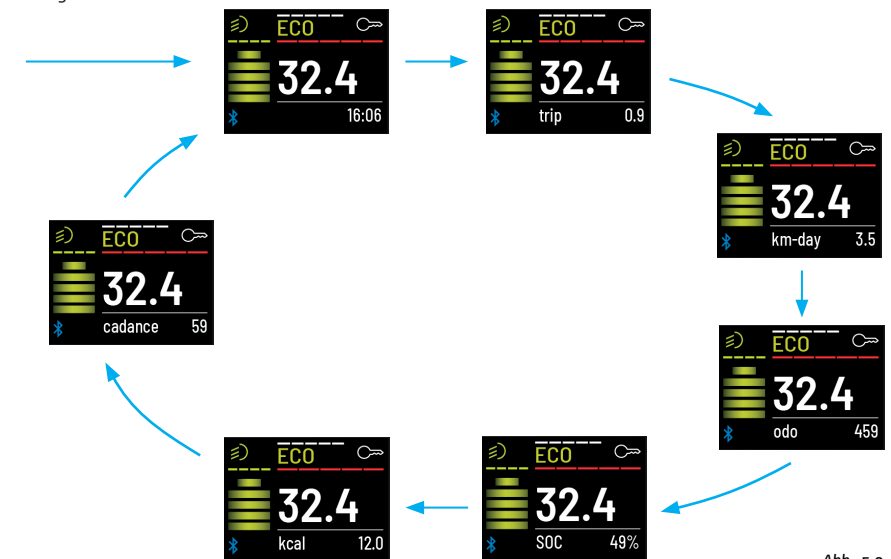 ECO
32.4
16:06
ECO
32.4
trip 0.9
ECO
32.4
km-day 3.5
ECO
32.4
odo 459
ECO
32.4
SOC 49%
ECO
32.4
kcal 12.0
ECO
32.4
cadance 59